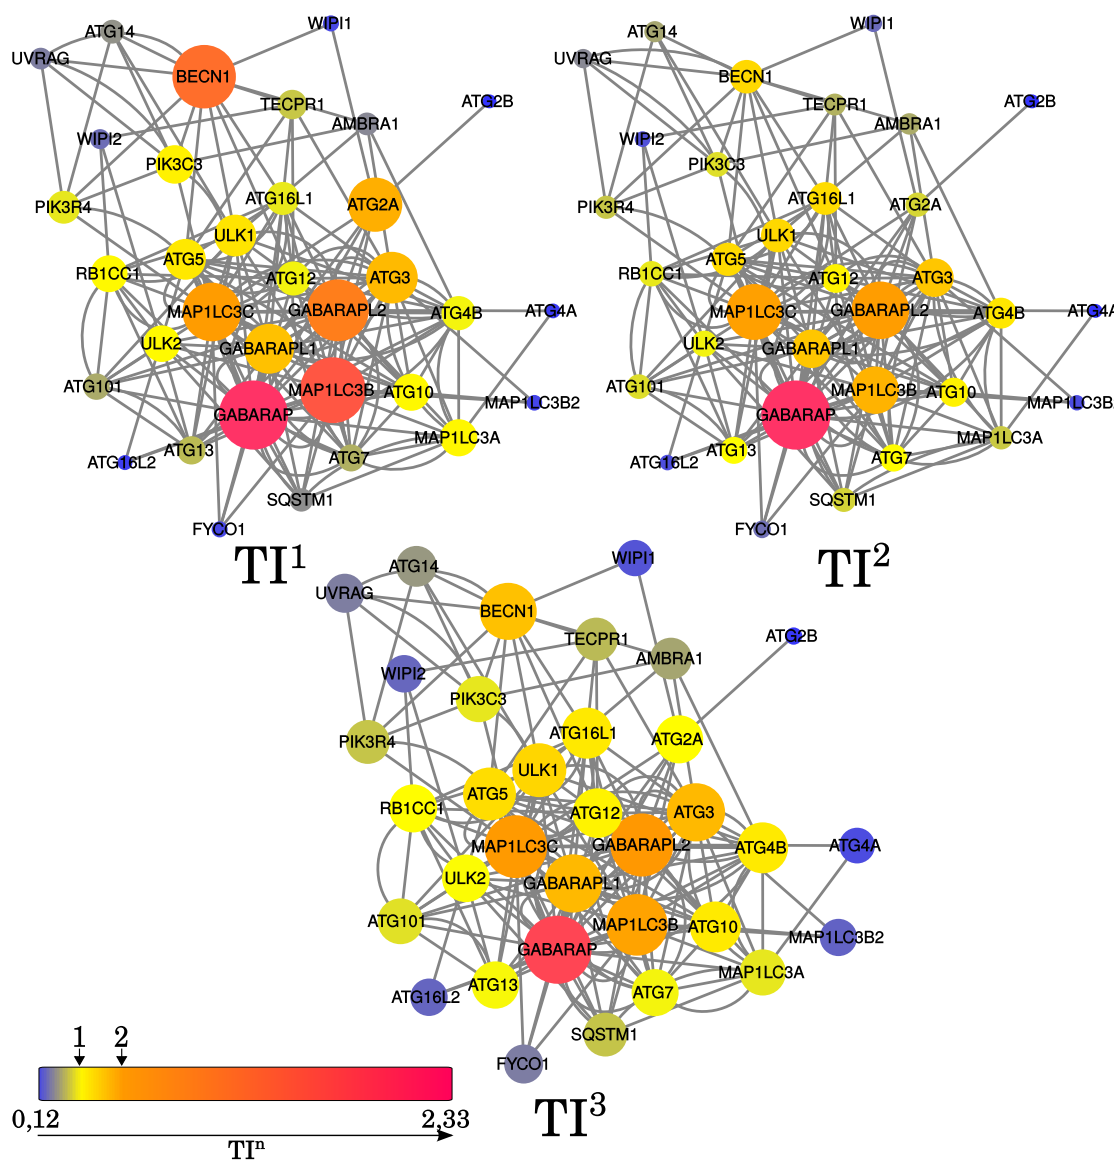 WIPI1
ATG14
UVRAG
BECN1
ATG2B
TECPR1
AMBRA1
WIPI2
PIK3C3
ATG16L1
PIK3R4
ATG2A
ULK1
ATG5
RB1CC1
ATG12
ATG3
MAP1LC3C
GABARAPL2
ATG4B
ATG4A
ULK2
GABARAPL1
ATG101
MAP1LC3B
ATG10
MAP1LC3B2
GABARAP
MAP1LC3A
ATG13
ATG7
ATG16L2
SQSTM1
FYCO1
TI¹
WIPI1
ATG14
UVRAG
BECN1
ATG2B
TECPR1
AMBRA1
WIPI2
PIK3C3
ATG16L1
PIK3R4
ATG2A
ULK1
ATG5
RB1CC1
ATG12
ATG3
MAP1LC3C
GABARAPL2
ATG4B
ATG4A
ULK2
GABARAPL1
ATG101
MAP1LC3B
ATG10
MAP1LC3B
GABARAP
MAP1LC3A
ATG13
ATG7
ATG16L2
SQSTM1
FYCO1
TI²
WIPI1
ATG14
UVRAG
BECN1
ATG2B
TECPR1
AMBRA1
WIPI2
PIK3C3
ATG16L1
PIK3R4
ATG2A
ULK1
ATG5
RB1CC1
ATG12
ATG3
MAP1LC3C
GABARAPL2
ATG4B
ATG4A
ULK2
GABARAPL1
ATG101
MAP1LC3B
ATG10
MAP1LC3B2
GABARAP
MAP1LC3A
ATG13
ATG7
ATG16L2
SQSTM1
FYCO1
TI³
1 2
0,12 2,33
TIⁿ